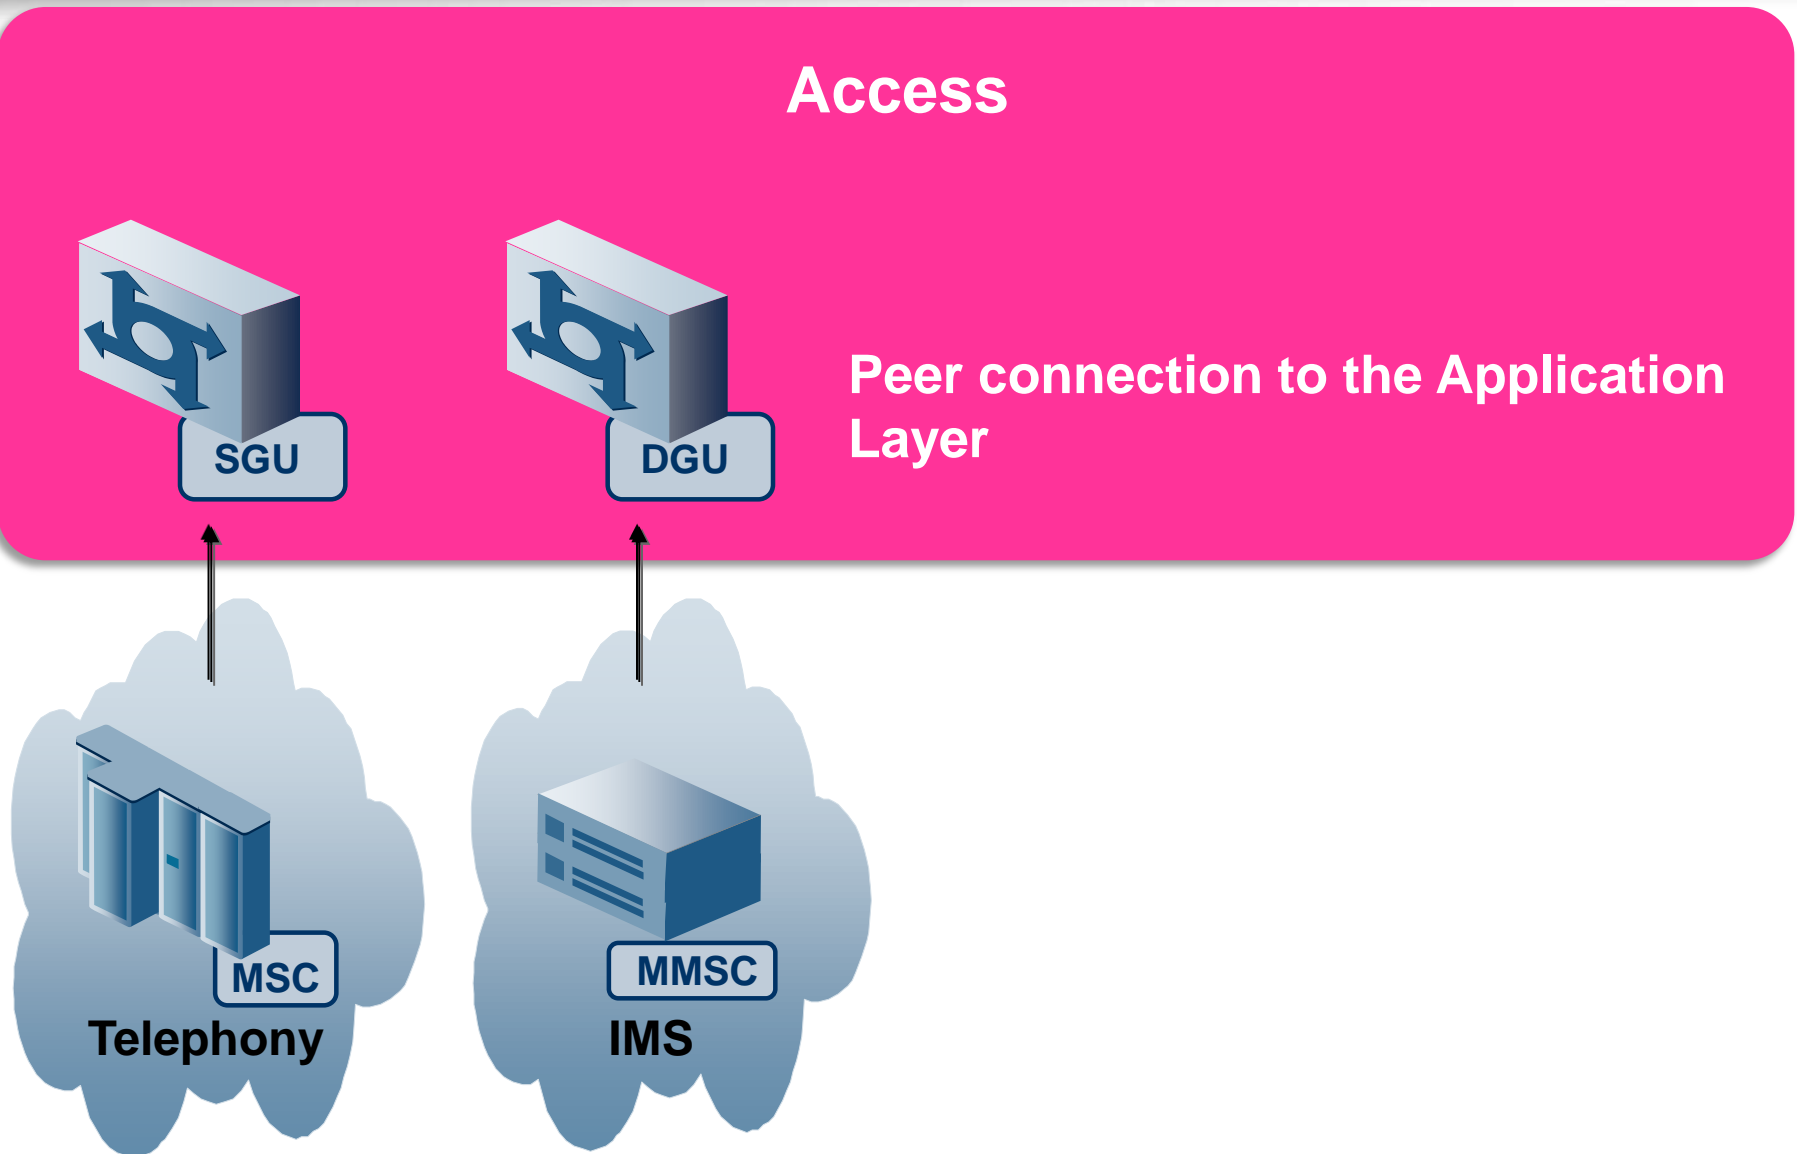 Access
SGU
DGU
Peer connection to the Application
Layer
MSC
Telephony
MMSC
IMS